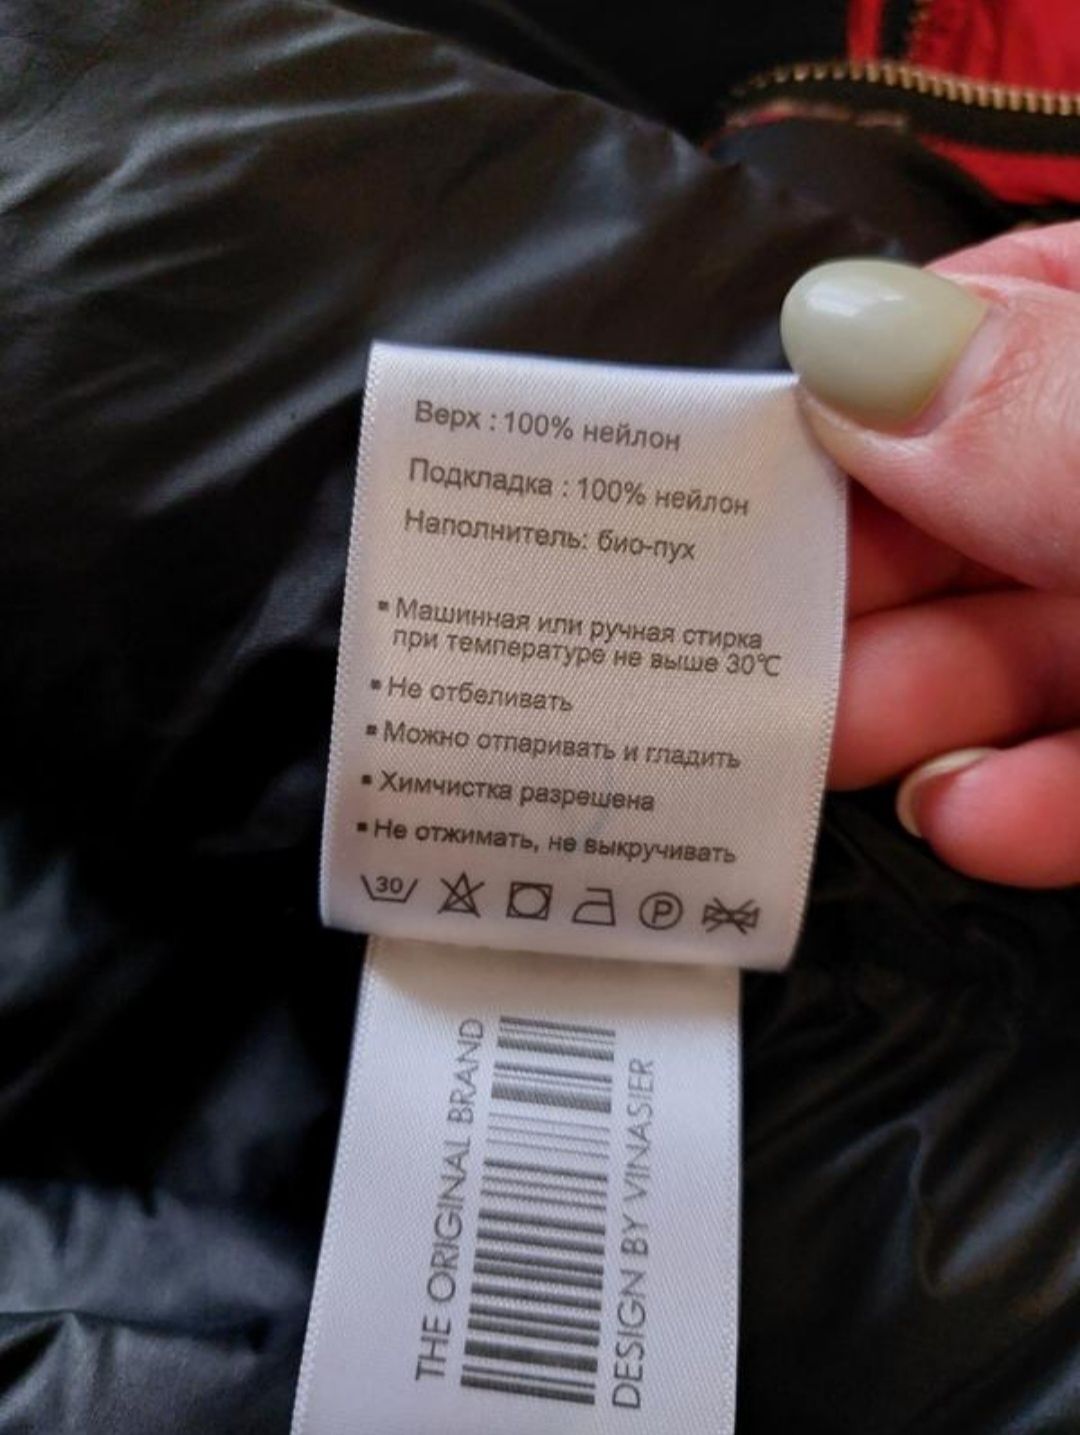 Верх : 100% нейлон
Подкладка : 100% нейлон
Наполнитель: био-пух
▪ Машинная или ручная стирка
при температуре не выше 30℃
▪ Не отбеливать
▪ Можно отпаривать и гладить
▪ Химчистка разрешена
▪ Не отжимать, не выкручивать
30 P
THE ORIGINAL BRAND
DESIGN BY VINASIER